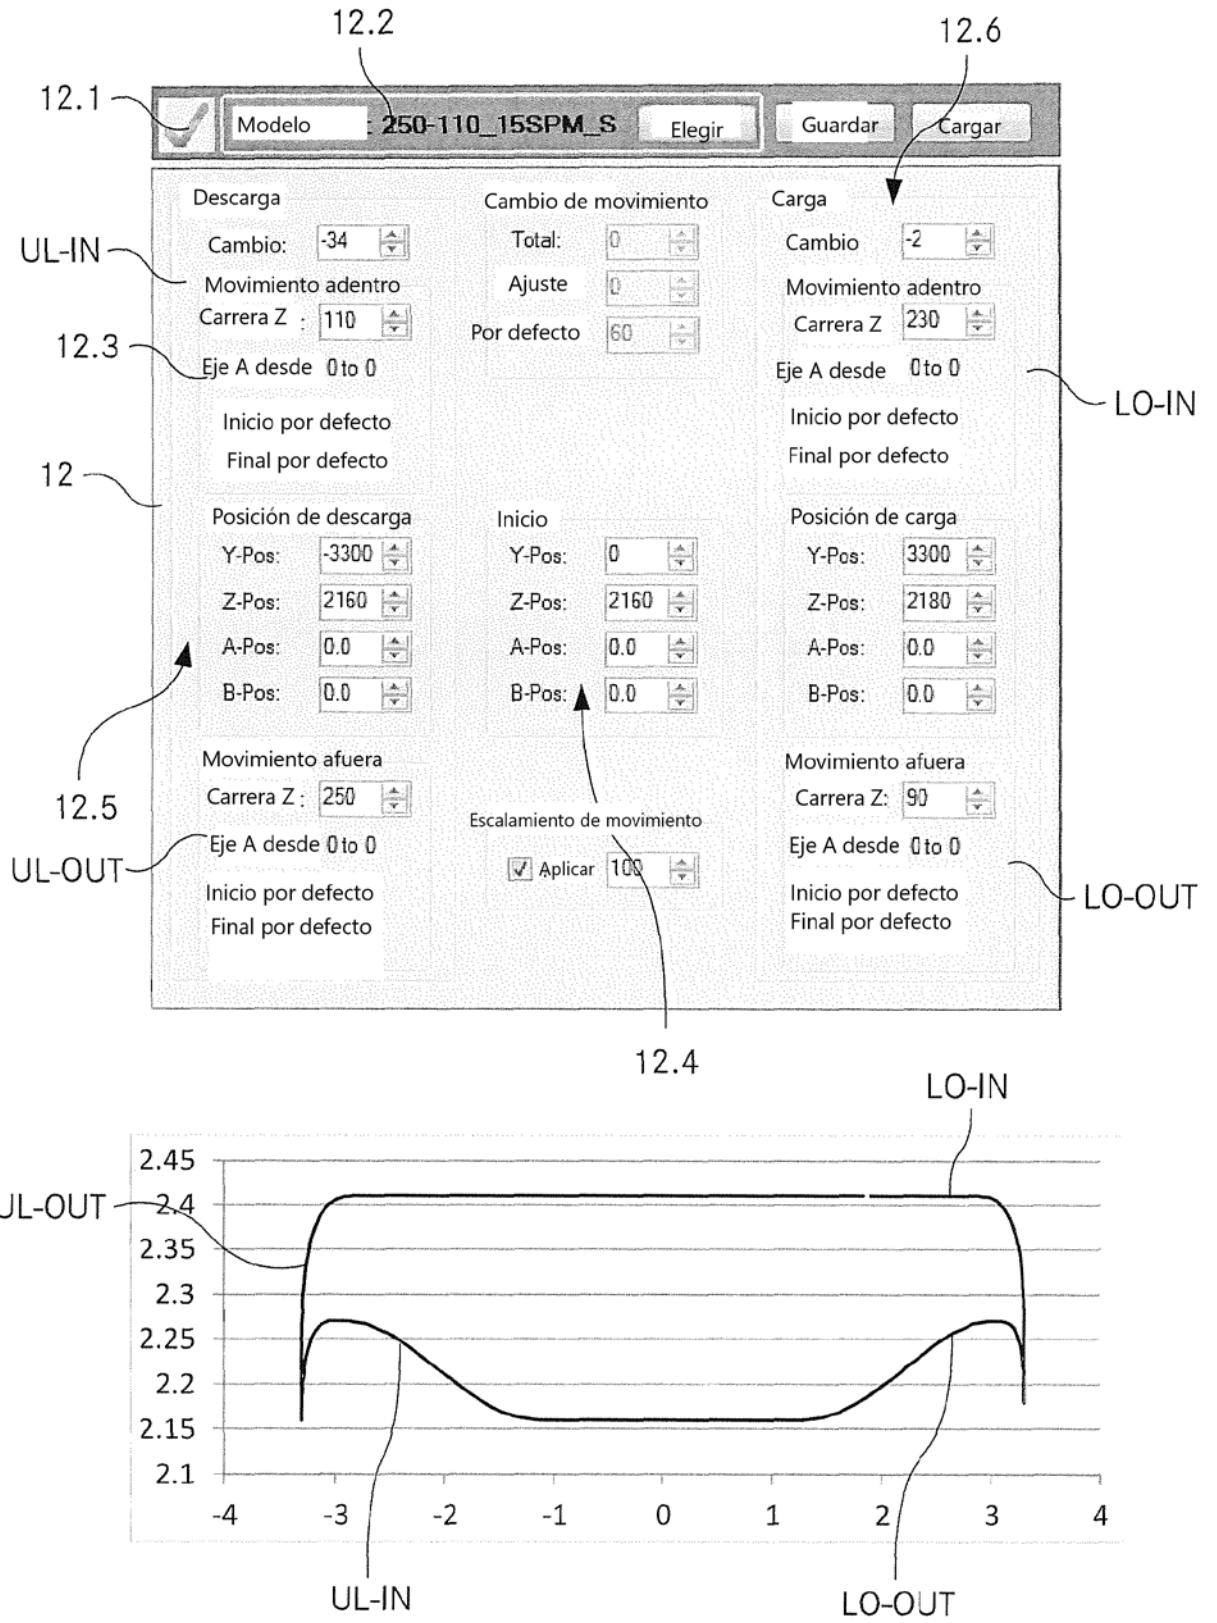 12.2
12.6
12.1
Modelo : 250-110_15SPM_S Elegir Guardar Cargar
Descarga
Cambio: -34
UL-IN
Movimiento adentro
Carrera Z : 110
12.3
Eje A desde 0 to 0
Inicio por defecto
Final por defecto
12
Cambio de movimiento
Total: 0
Ajuste 0
Por defecto 60
Carga
Cambio -2
Movimiento adentro
Carrera Z 230
Eje A desde 0 to 0
LO-IN
Inicio por defecto
Final por defecto
Posición de descarga
Y-Pos: -3300
Z-Pos: 2160
A-Pos: 0.0
B-Pos: 0.0
Inicio
Y-Pos: 0
Z-Pos: 2160
A-Pos: 0.0
B-Pos: 0.0
Posición de carga
Y-Pos: 3300
Z-Pos: 2180
A-Pos: 0.0
B-Pos: 0.0
12.5
Movimiento afuera
Carrera Z : 250
Eje A desde 0 to 0
UL-OUT
Inicio por defecto
Final por defecto
Escalamiento de movimiento
Aplicar 100
Movimiento afuera
Carrera Z: 90
Eje A desde 0 to 0
Inicio por defecto
LO-OUT
Final por defecto
12.4
LO-IN
UL-OUT
2.45
2.4
2.35
2.3
2.25
2.2
2.15
2.1
-4 -3 -2 -1 0 1 2 3 4
UL-IN
LO-OUT